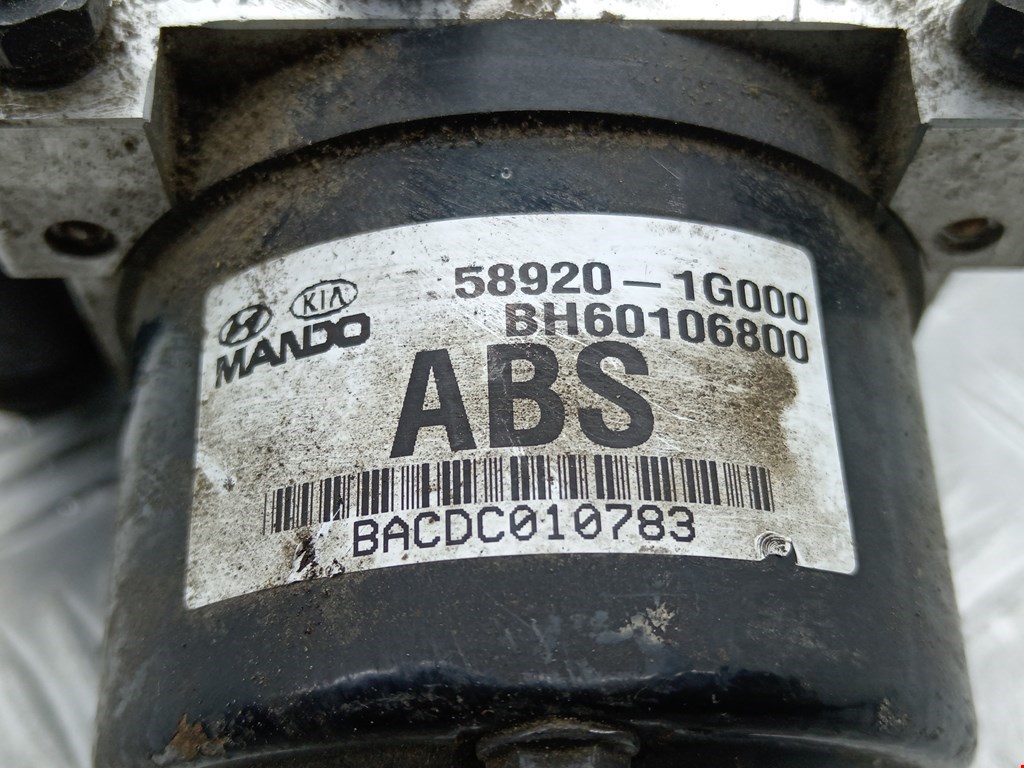 KIA
MANDO
58920-1G000
BH60106800
ABS
BACDC010783